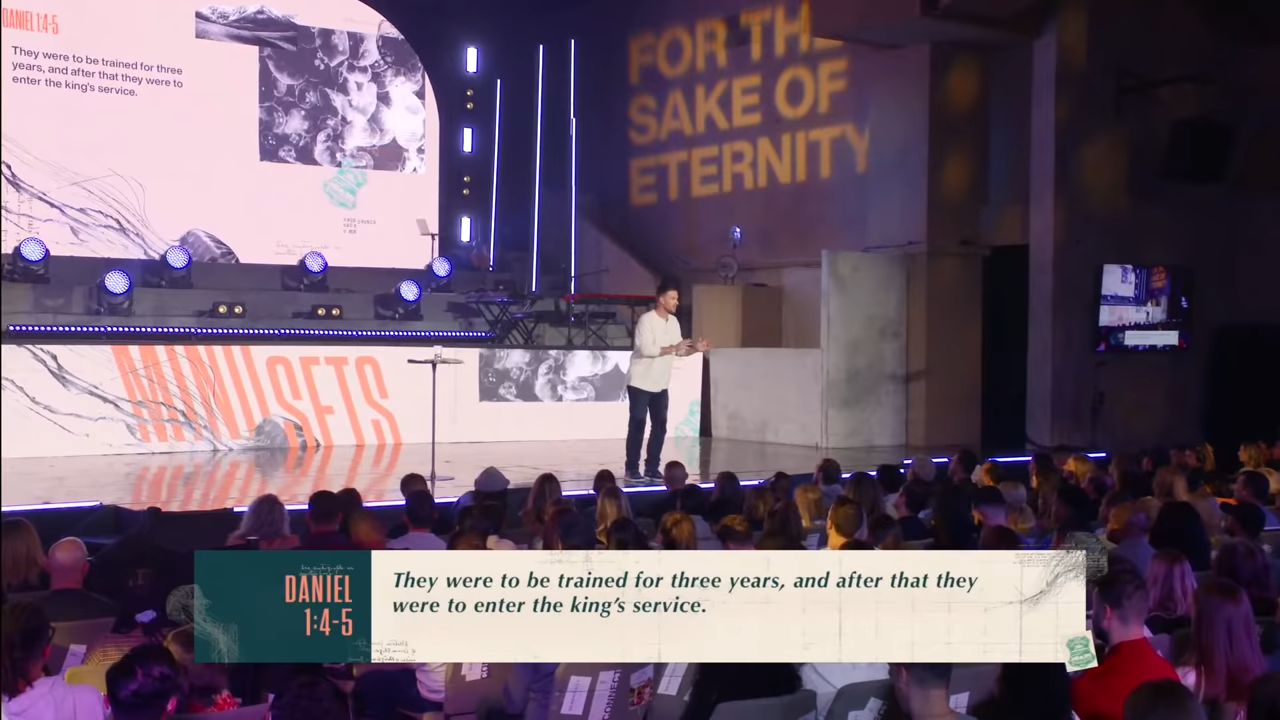 DANIEL 1:4-5
They were to be trained for three
years, and after that they were to
enter the king's service.
FOR THE
SAKE OF
ETERNITY
MINDSETS
DANIEL
1:4-5
They were to be trained for three years, and after that they
were to enter the king's service.